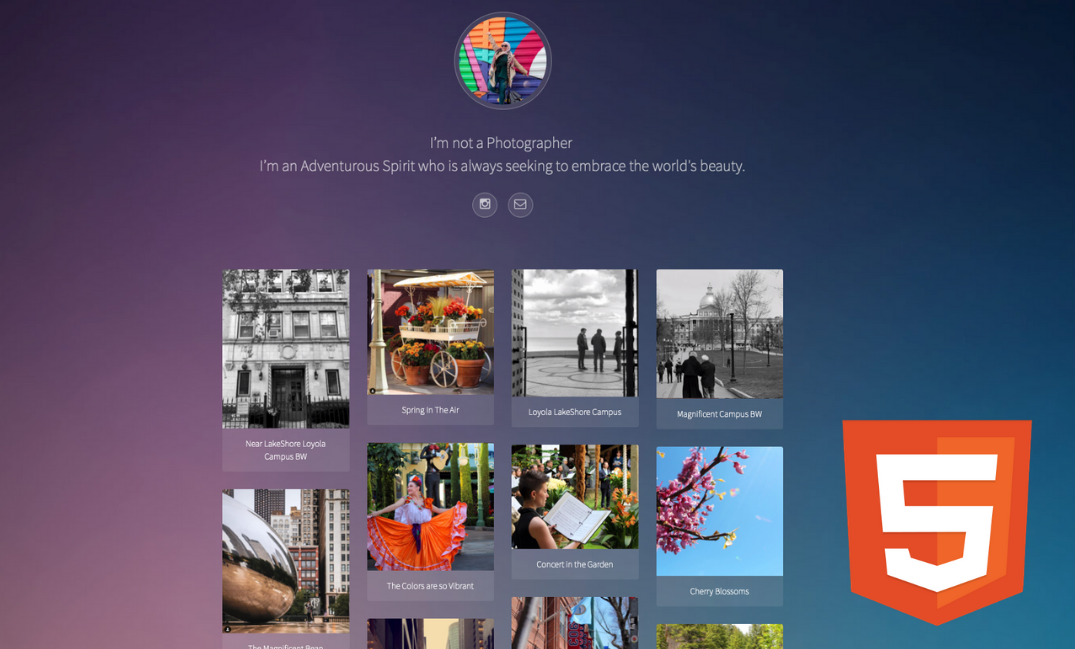 I'm not a Photographer
I'm an Adventurous Spirit who is always seeking to embrace the world's beauty.
Near LakeShore Loyola
Campus BW
Spring In The Air
Loyola LakeShore Campus
Magnificent Campus BW
The Colors are so Vibrant
Concert in the Garden
Cherry Blossoms
The Magnificent Bean
5